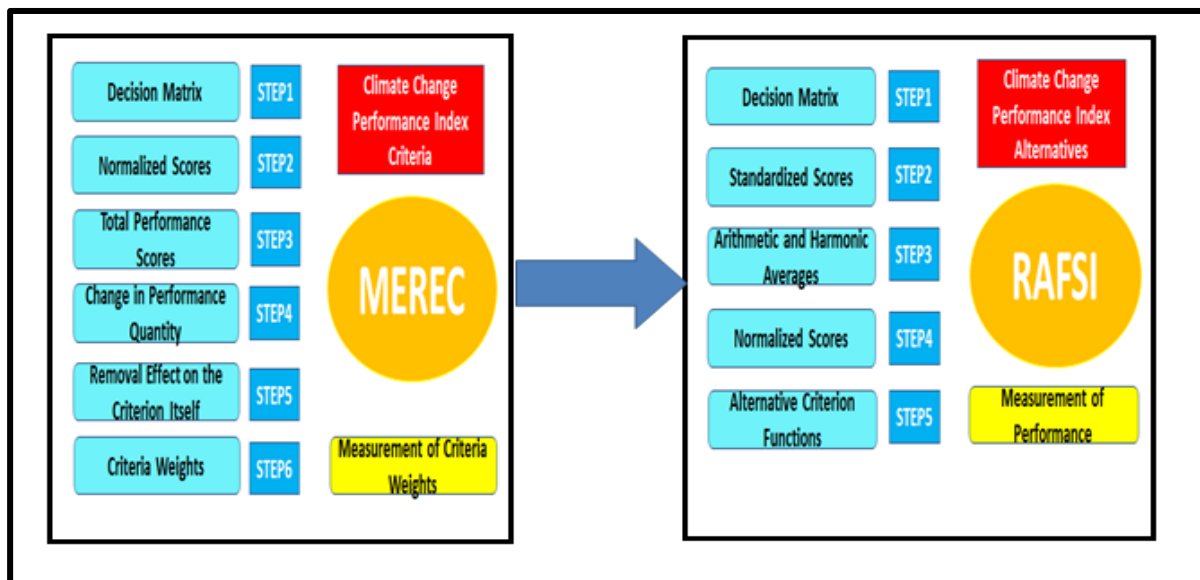 Decision Matrix
STEP1
Normalized Scores
STEP2
Total Performance
Scores
STEP3
Change in Performance
Quantity
STEP4
Removal Effect on the
Criterion Itself
STEP5
Criteria Weights
STEP6
Climate Change
Performance Index
Criteria
MEREC
Measurement of Criteria
Weights
Decision Matrix
STEP1
Standardized Scores
STEP2
Arithmetic and Harmonic
Averages
STEP3
Normalized Scores
STEP4
Alternative Criterion
Functions
STEP5
Climate Change
Performance Index
Alternatives
RAFSI
Measurement of
Performance